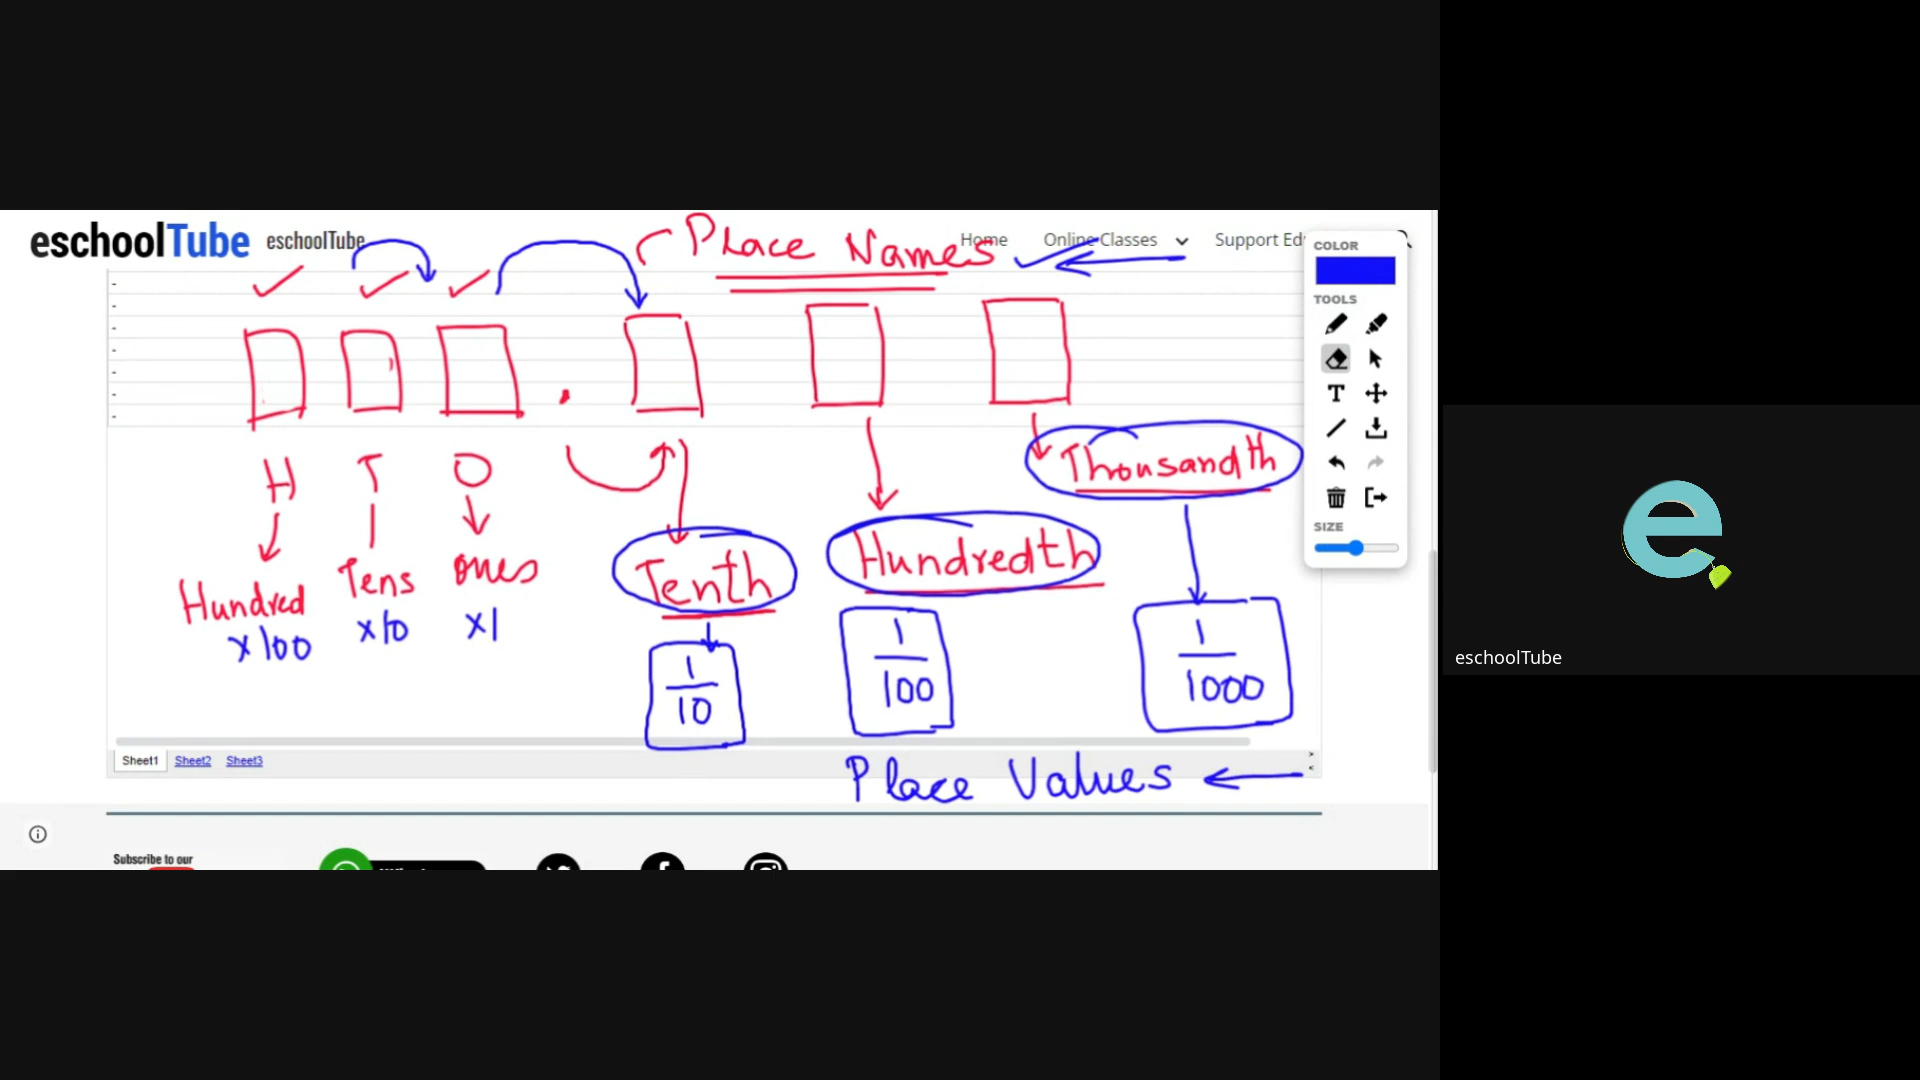 eschoolTube eschoolTube Place Names Home Online Classes Support Ed
COLOR
TOOLS
T
SIZE
H T O
Hundred Tens ones Tenth Hundredth Thousandth
x100 x10 x1
1/10 1/100 1/1000
Sheet1 Sheet2 Sheet3
Place Values
Subscribe to our
eschoolTube